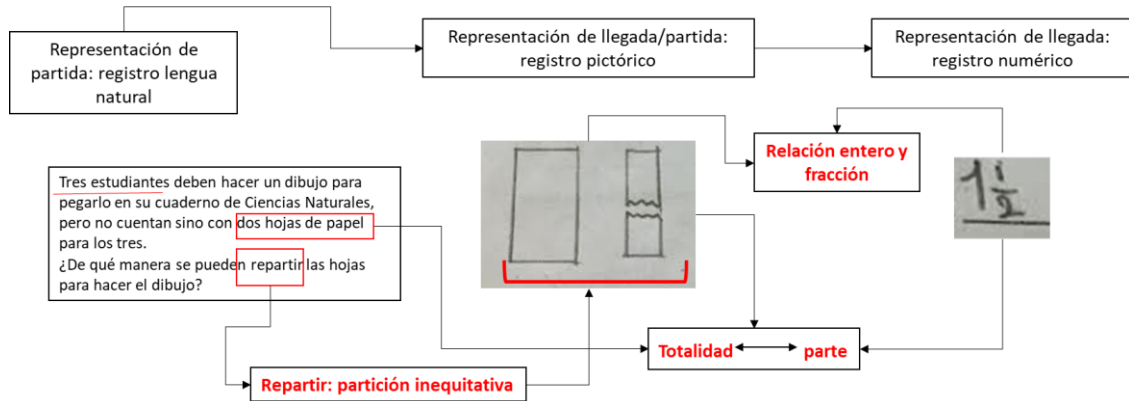 Representación de
partida: registro lengua
natural
Representación de llegada/partida:
registro pictórico
Representación de llegada:
registro numérico
Tres estudiantes deben hacer un dibujo para
pegarlo en su cuaderno de Ciencias Naturales,
pero no cuentan sino con dos hojas de papel
para los tres.
¿De qué manera se pueden repartir las hojas
para hacer el dibujo?
Relación entero y
fracción
1
2
Totalidad parte
Repartir: partición inequitativa